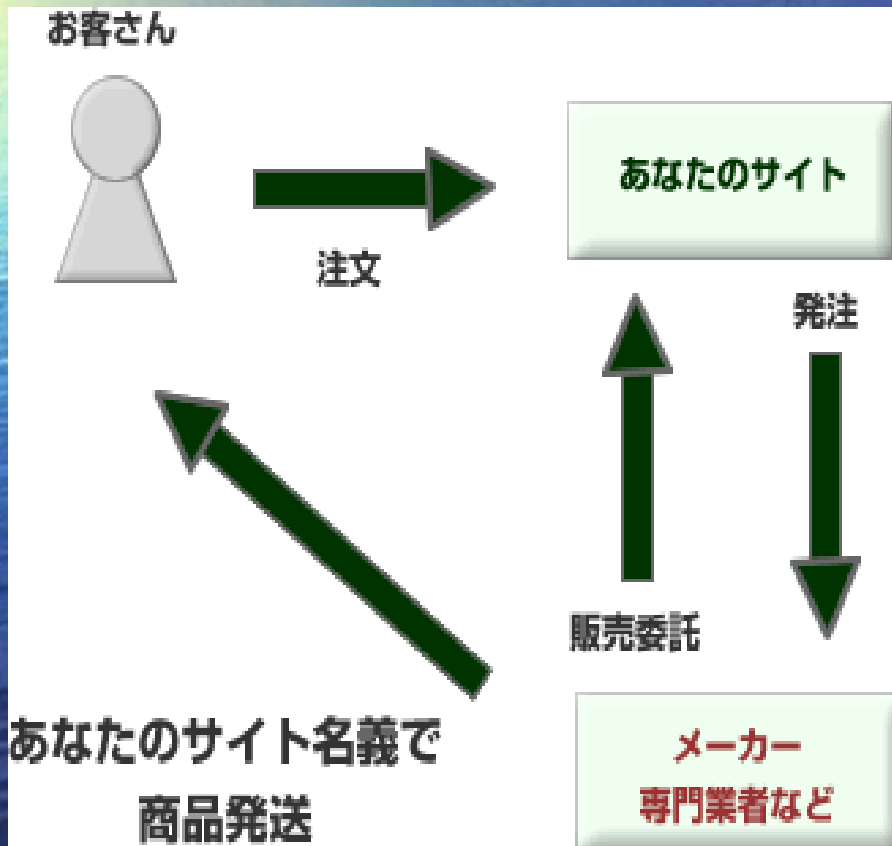 お客さん
あなたのサイト
注文
発注
販売委託
あなたのサイト名義で
商品発送
メーカー
専門業者など